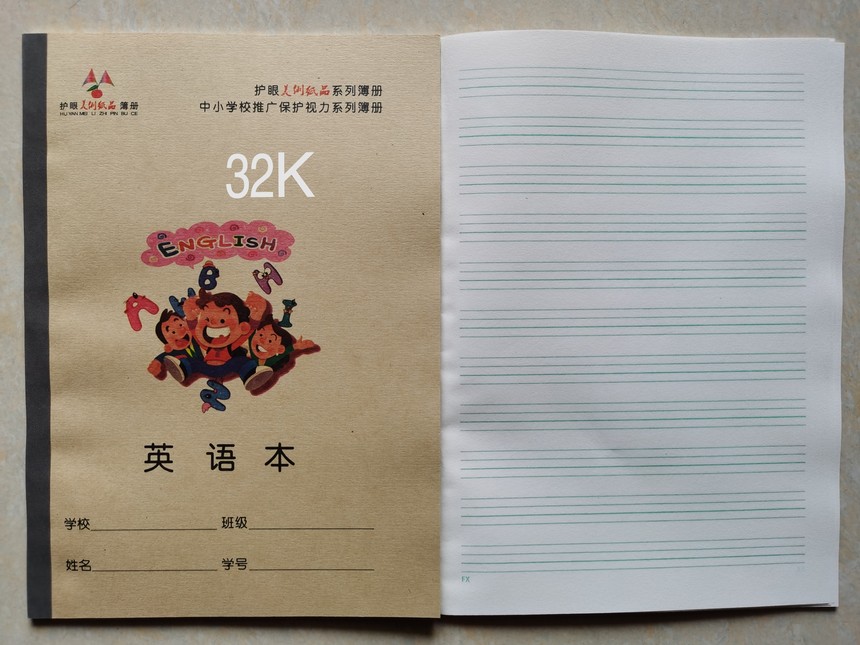 护眼美俐纸品簿册
HU YAN MEI LI ZHI PIN BU CE
护眼美俐纸品系列簿册
中小学校推广保护视力系列簿册
32K
ENGLISH
英语本
学校 班级
姓名 学号
FX